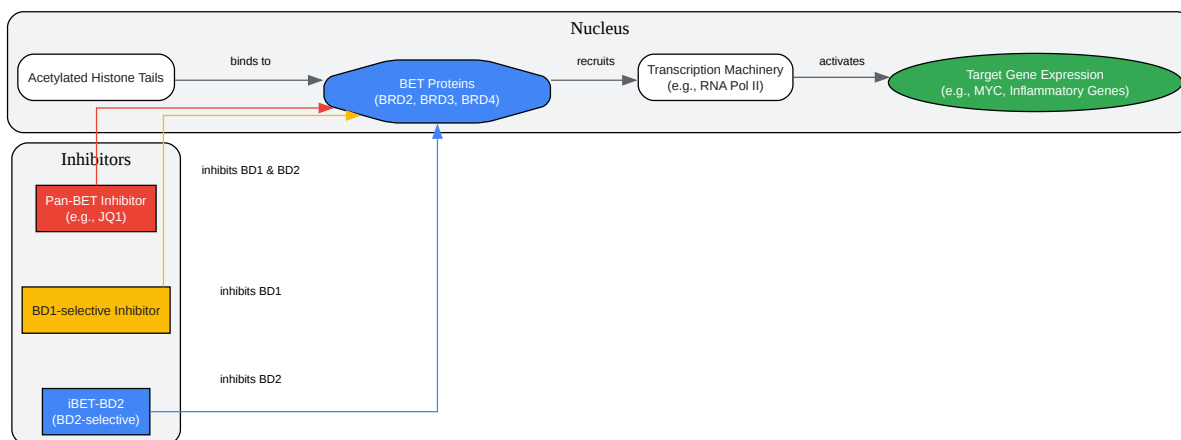 Nucleus
Acetylated Histone Tails
binds to
BET Proteins
(BRD2, BRD3, BRD4)
recruits
Transcription Machinery
(e.g., RNA Pol II)
activates
Target Gene Expression
(e.g., MYC, Inflammatory Genes)
Inhibitors
Pan-BET Inhibitor
(e.g., JQ1)
inhibits BD1 & BD2
BD1-selective Inhibitor
inhibits BD1
iBET-BD2
(BD2-selective)
inhibits BD2